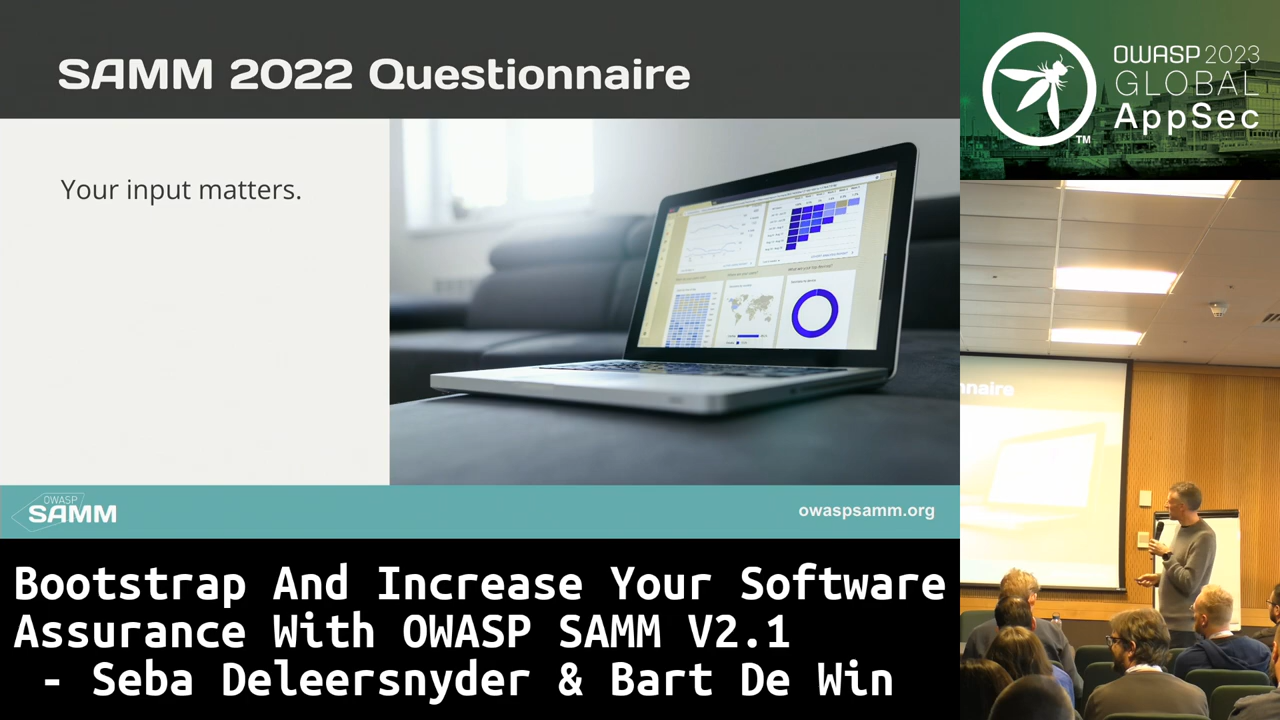 SAMM 2022 Questionnaire
Your input matters.
OWASP
SAMM
owaspsamm.org
OWASP 2023
GLOBAL
AppSec
TM
nnaire
Bootstrap And Increase Your Software
Assurance With OWASP SAMM V2.1
- Seba Deleersnyder & Bart De Win